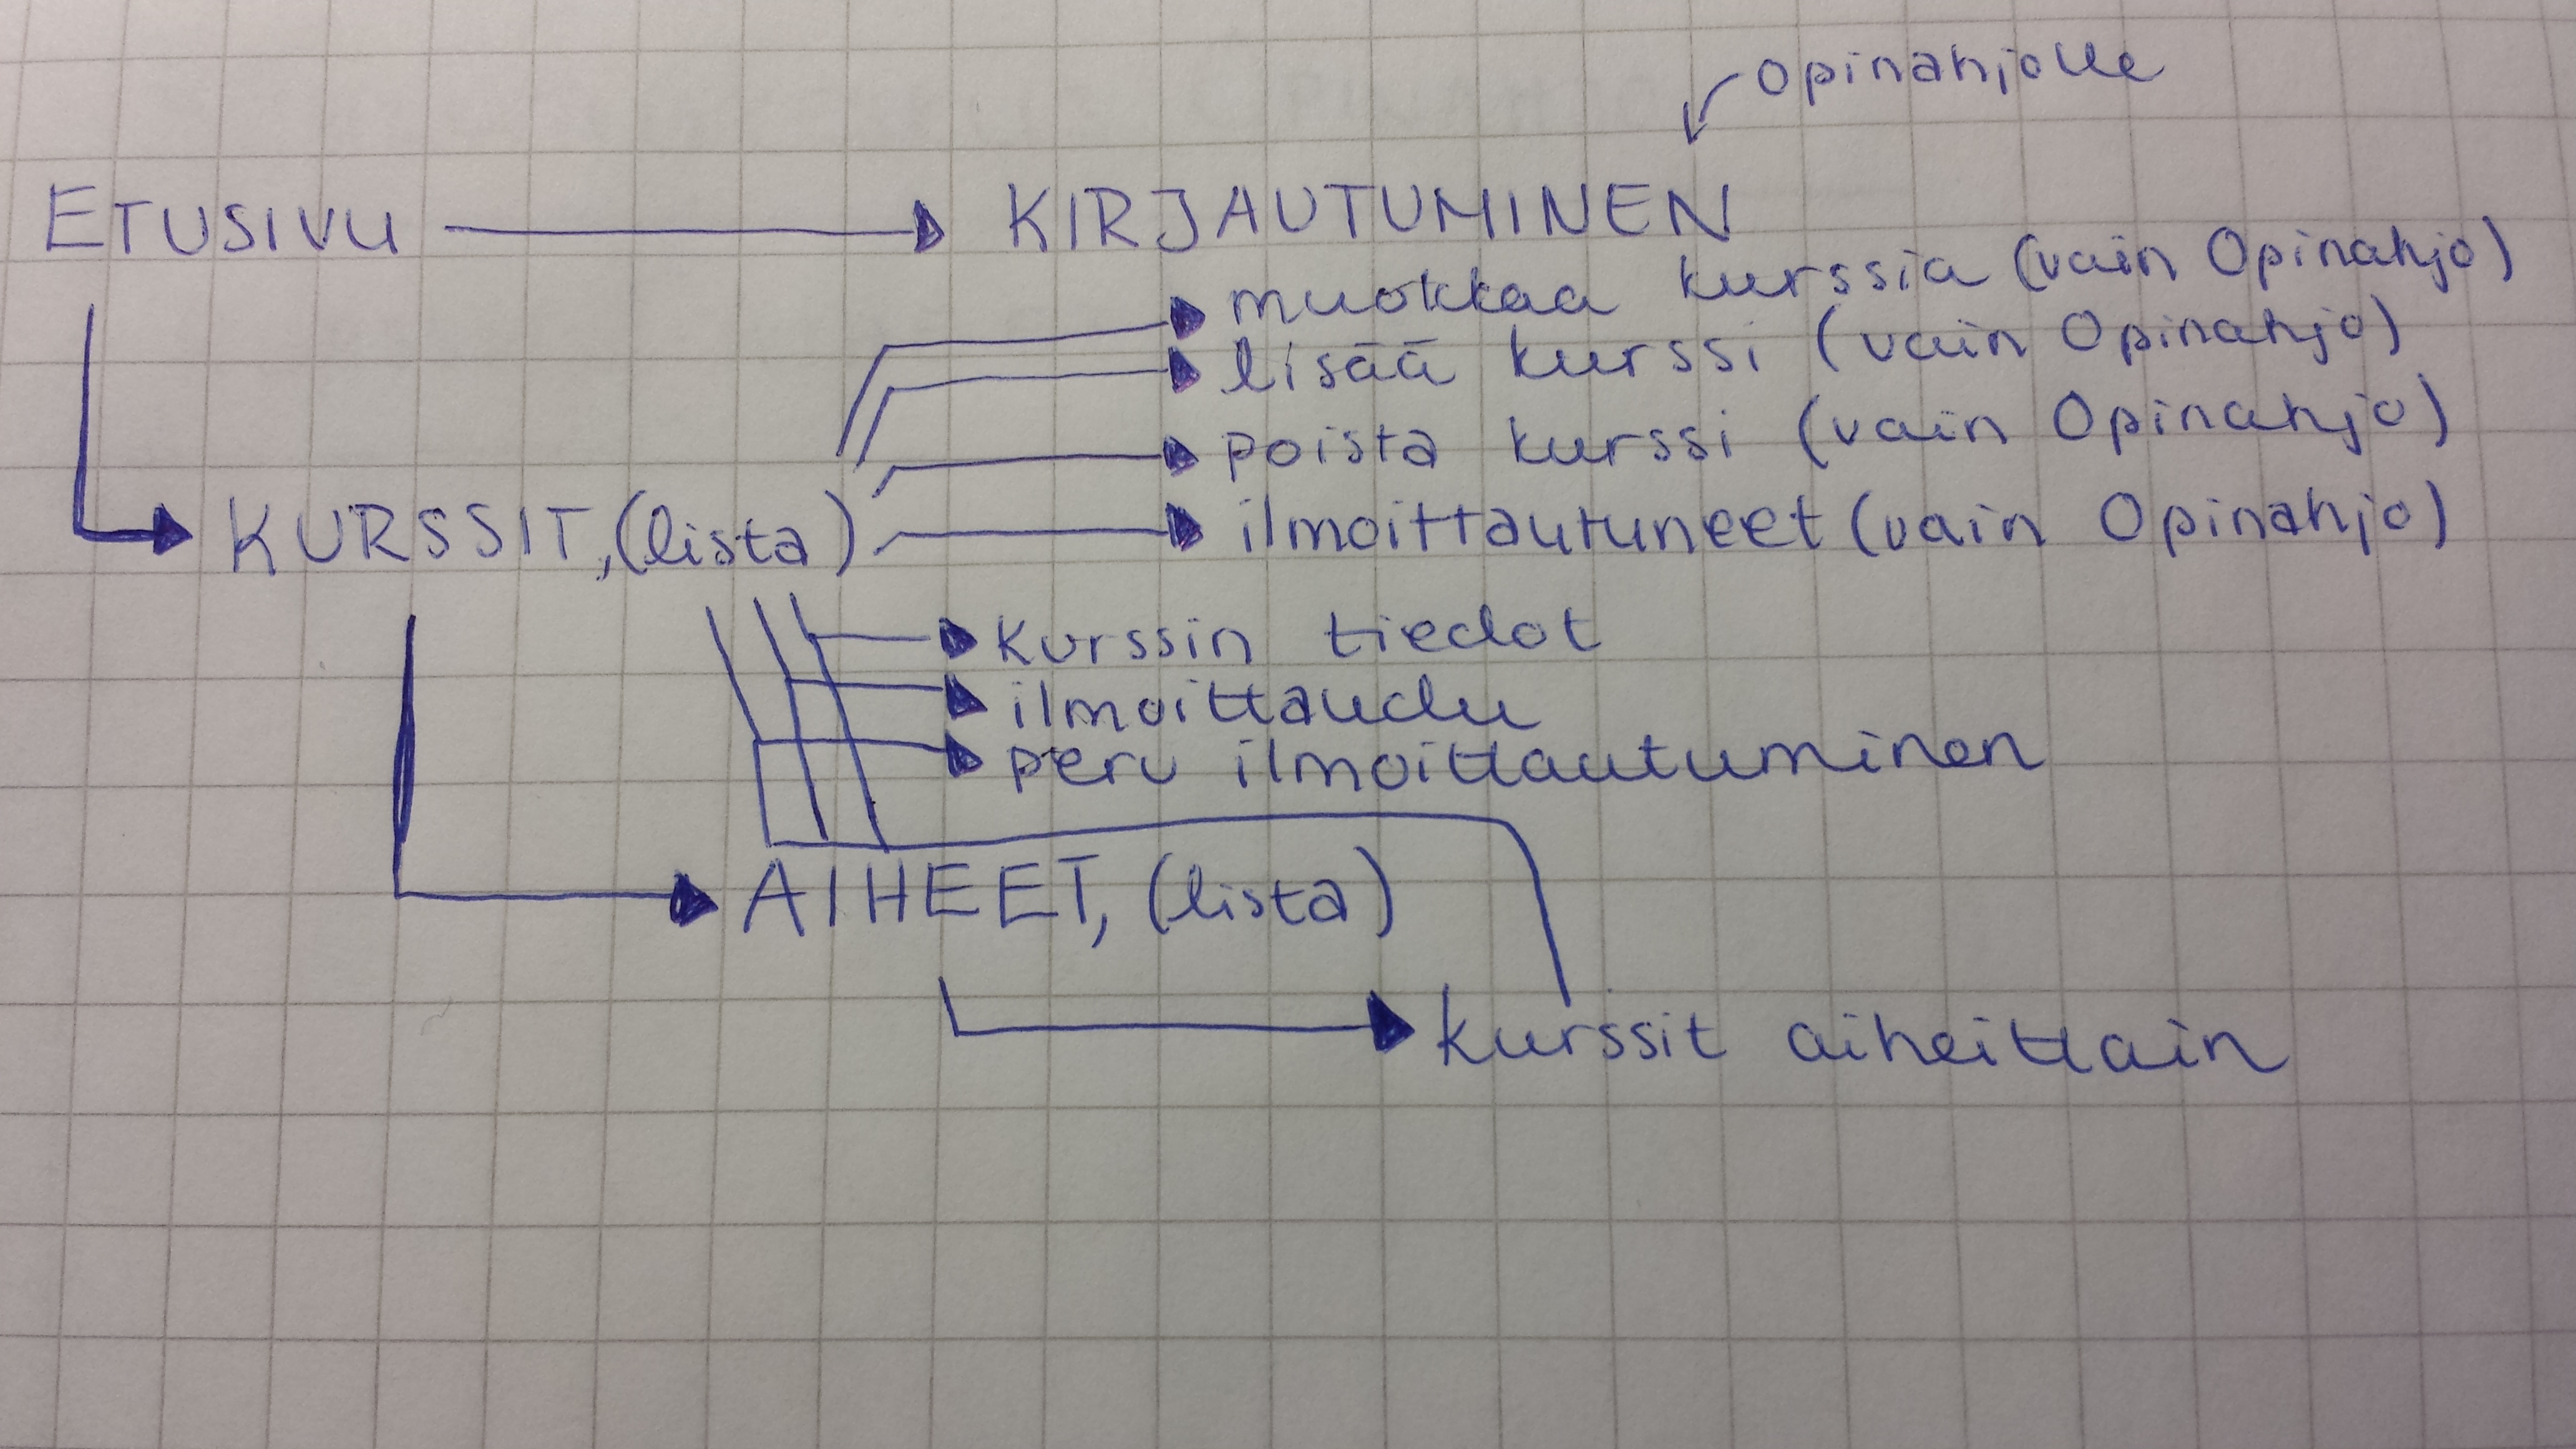 opinahjolle
ETUSIVU KIRJAUTUMINEN
muokkaa kurssia (vain Opinahjo)
lisää kurssi (vain Opinahjo)
poista kurssi (vain Opinahjo)
KURSSIT, (lista) ilmoittautuneet (vain Opinahjo)
kurssin tiedot
ilmoittaudu
peru ilmoittautuminen
AIHEET, (lista)
kurssit aiheittain